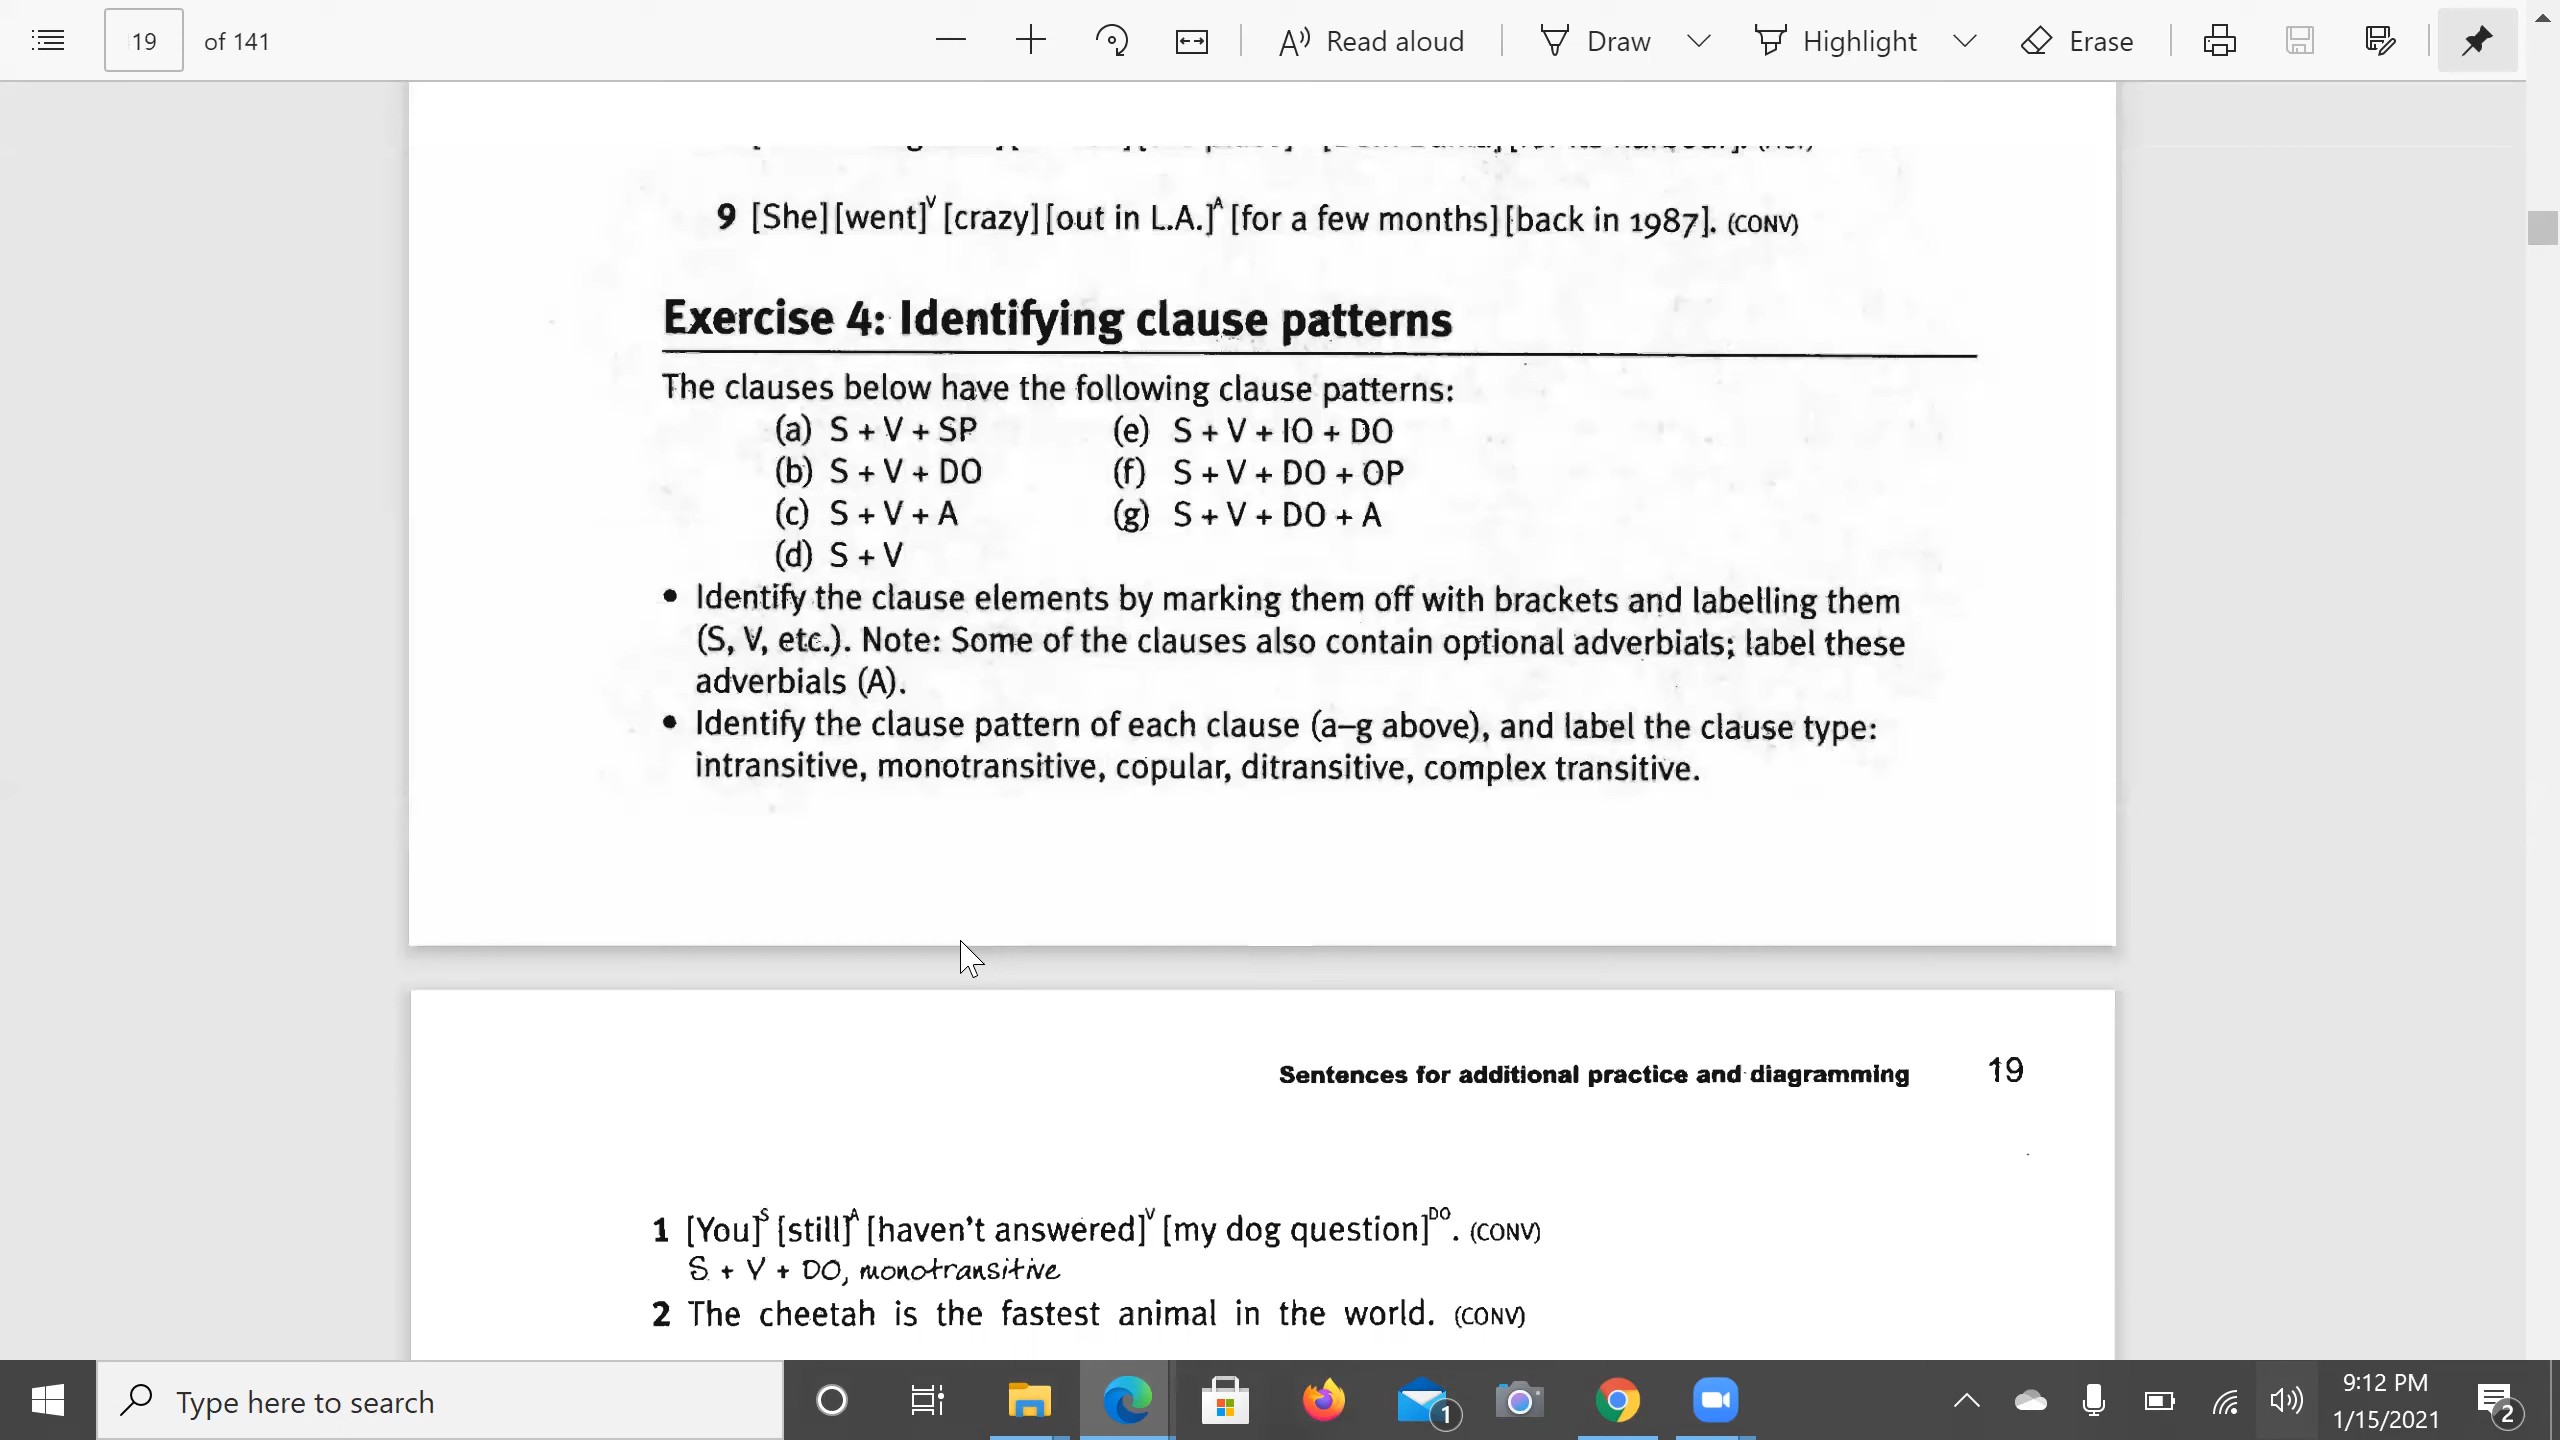 19 of 141 Read aloud Draw Highlight Erase
9 [She] [went]V [crazy] [out in L.A.]A [for a few months] [back in 1987]. (CONV)
Exercise 4: Identifying clause patterns
The clauses below have the following clause patterns:
(a) S + V + SP (e) S + V + IO + DO
(b) S + V + DO (f) S + V + DO + OP
(c) S + V + A (g) S + V + DO + A
(d) S + V
• Identify the clause elements by marking them off with brackets and labelling them
(S, V, etc.). Note: Some of the clauses also contain optional adverbials; label these
adverbials (A).
• Identify the clause pattern of each clause (a–g above), and label the clause type:
intransitive, monotransitive, copular, ditransitive, complex transitive.
Sentences for additional practice and diagramming 19
1 [You]S [still]A [haven't answered]V [my dog question]DO. (CONV)
S + V + DO, monotransitive
2 The cheetah is the fastest animal in the world. (CONV)
Type here to search
1
9:12 PM
1/15/2021
2